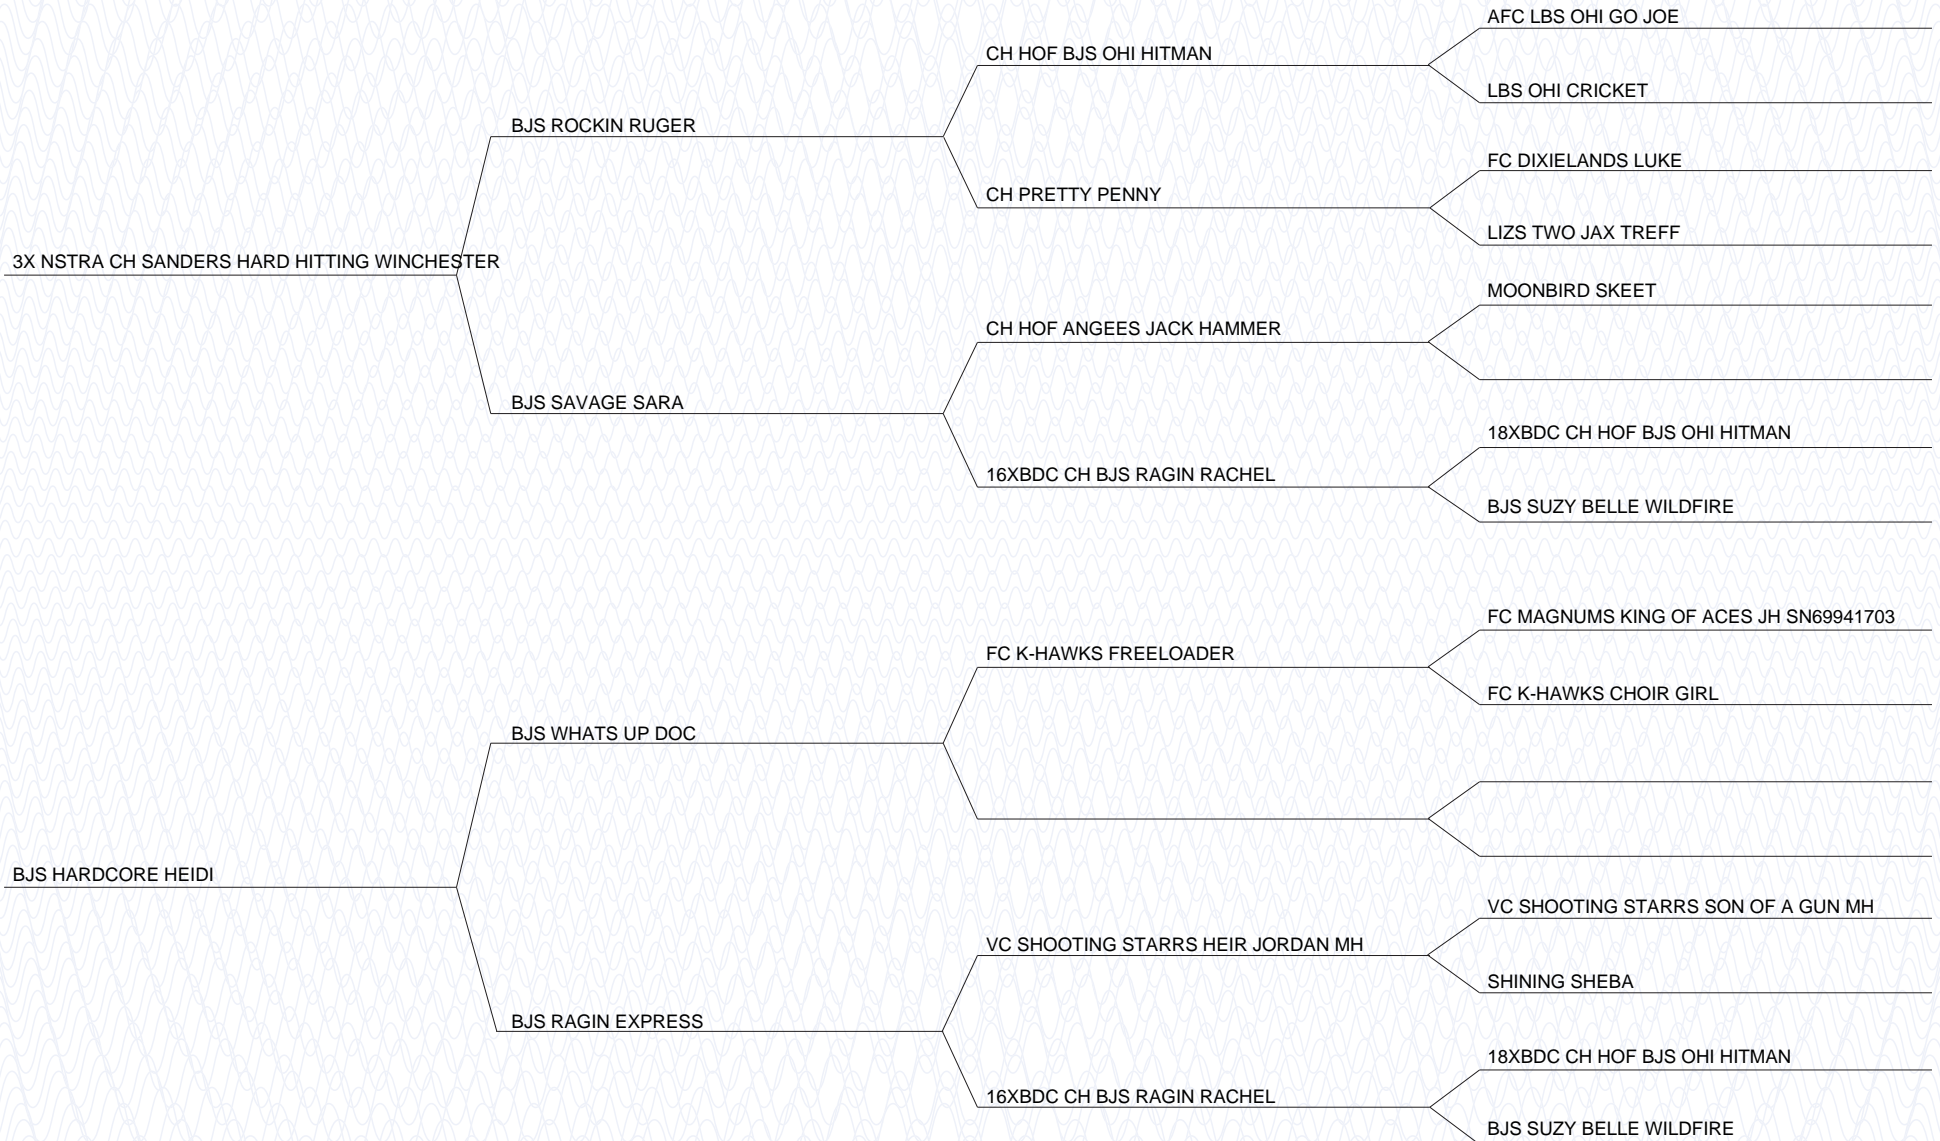 AFC LBS OHI GO JOE
CH HOF BJS OHI HITMAN
LBS OHI CRICKET
BJS ROCKIN RUGER
FC DIXIELANDS LUKE
CH PRETTY PENNY
LIZS TWO JAX TREFF
3X NSTRA CH SANDERS HARD HITTING WINCHESTER
MOONBIRD SKEET
CH HOF ANGEES JACK HAMMER
BJS SAVAGE SARA
18XBDC CH HOF BJS OHI HITMAN
16XBDC CH BJS RAGIN RACHEL
BJS SUZY BELLE WILDFIRE
FC MAGNUMS KING OF ACES JH SN69941703
FC K-HAWKS FREELOADER
FC K-HAWKS CHOIR GIRL
BJS WHATS UP DOC
BJS HARDCORE HEIDI
VC SHOOTING STARRS SON OF A GUN MH
VC SHOOTING STARRS HEIR JORDAN MH
SHINING SHEBA
BJS RAGIN EXPRESS
18XBDC CH HOF BJS OHI HITMAN
16XBDC CH BJS RAGIN RACHEL
BJS SUZY BELLE WILDFIRE